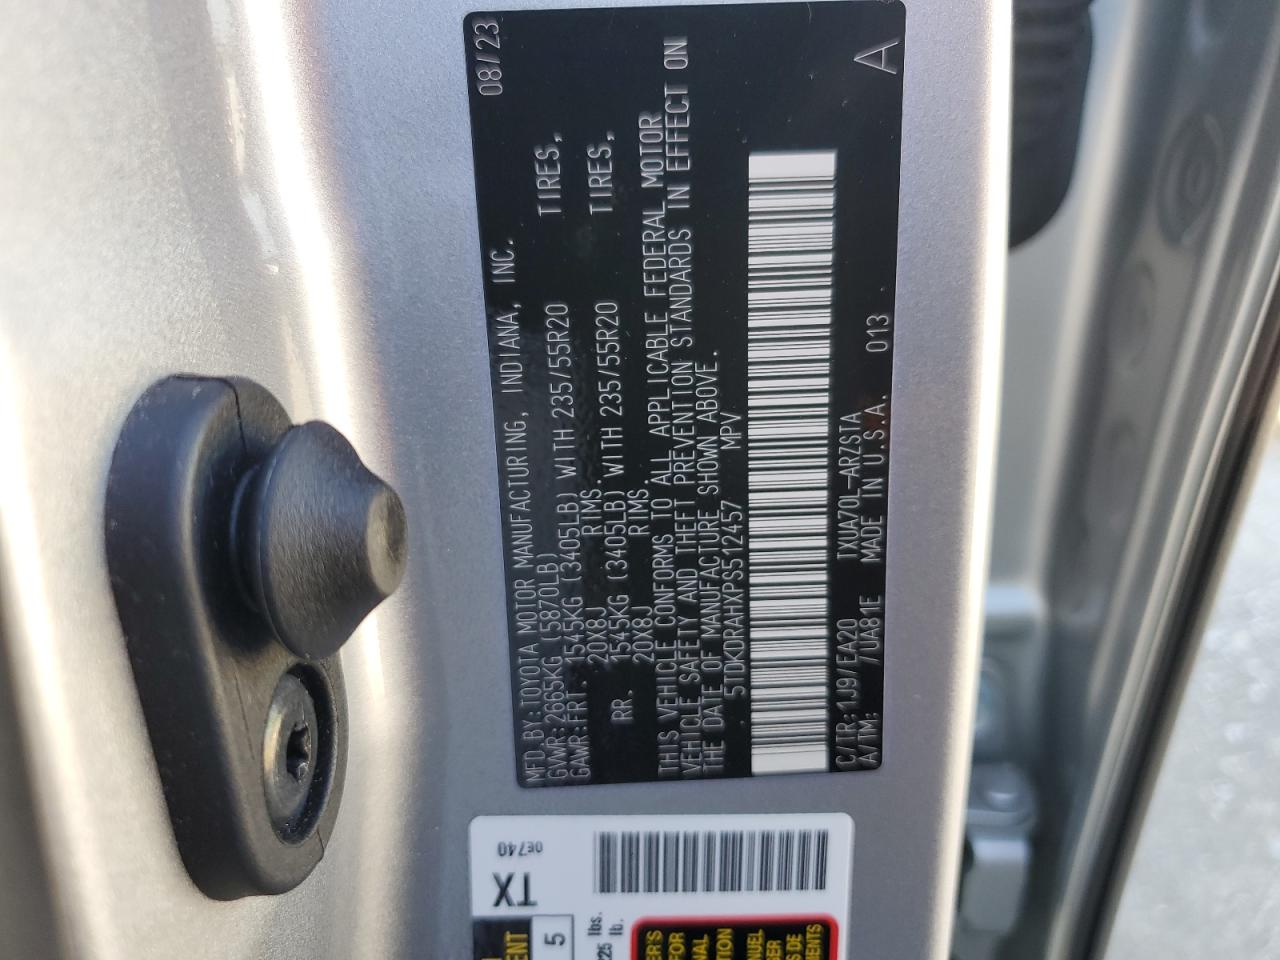 MFD.BY:TOYOTA MOTOR MANUFACTURING, INDIANA, INC. 08/23
GVWR:2665KG (5870LB)
GAWR:FRT. 1545KG (3405LB) WITH 235/55R20 TIRES,
20X8J RIMS.
RR. 1545KG (3405LB) WITH 235/55R20 TIRES,
20X8J RIMS.
THIS VEHICLE CONFORMS TO ALL APPLICABLE FEDERAL MOTOR
VEHICLE SAFETY AND THEFT PREVENTION STANDARDS IN EFFECT ON
THE DATE OF MANUFACTURE SHOWN ABOVE.
5TDKDRAHXPS512457 MPV
C/TR:1J9/EA20 TXUA70L-ARZSTA
A/TM: /UA81E MADE IN U.S.A. 013 A
TX
0E740
5
lbs.
lb.